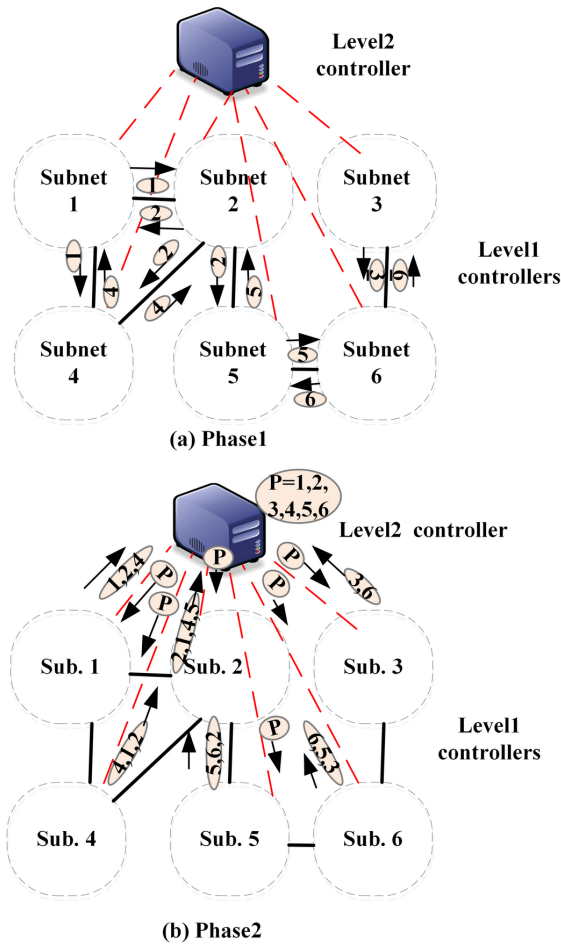 Level2
controller
Subnet
1
Subnet
2
Subnet
3
1
2
1
4
2
4
2
5
3
6
Level1
controllers
Subnet
4
Subnet
5
Subnet
6
5
6
(a) Phase1
P=1,2,
3,4,5,6
Level2 controller
P
1,2,4
P
P
P
P
3,6
2,1,4,5
Sub. 1
Sub. 2
Sub. 3
4,1,2
5,6,2
P
6,5,3
Level1
controllers
Sub. 4
Sub. 5
Sub. 6
(b) Phase2